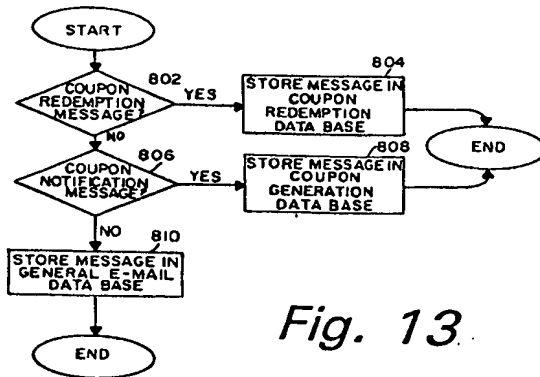 START
802
COUPON
REDEMPTION
MESSAGE?
YES
804
STORE MESSAGE IN
COUPON
REDEMPTION
DATA BASE
NO
END
806
COUPON
NOTIFICATION
MESSAGE?
YES
808
STORE MESSAGE IN
COUPON
GENERATION
DATA BASE
NO
810
STORE MESSAGE IN
GENERAL E-MAIL
DATA BASE
END
Fig. 13